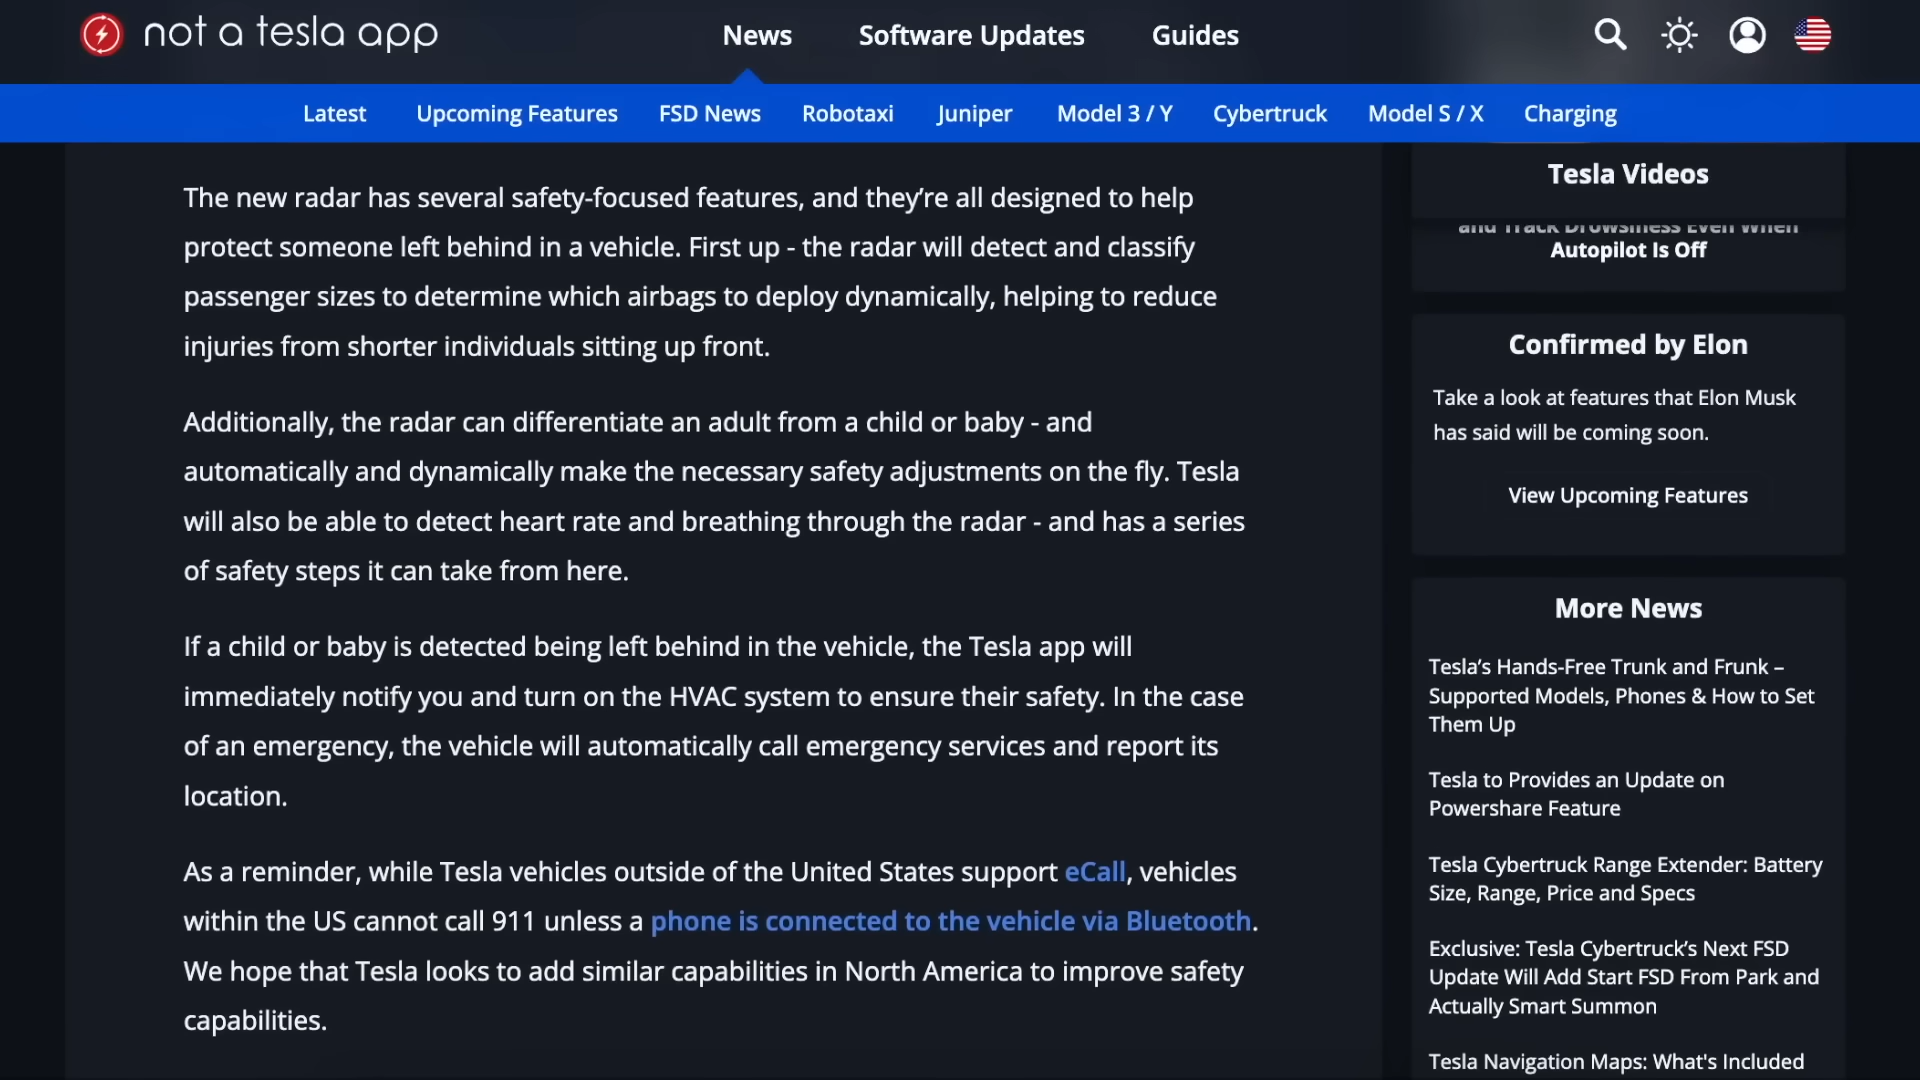 not a tesla app
News
Software Updates
Guides
Latest
Upcoming Features
FSD News
Robotaxi
Juniper
Model 3 / Y
Cybertruck
Model S / X
Charging
The new radar has several safety-focused features, and they’re all designed to help
protect someone left behind in a vehicle. First up - the radar will detect and classify
passenger sizes to determine which airbags to deploy dynamically, helping to reduce
injuries from shorter individuals sitting up front.
Additionally, the radar can differentiate an adult from a child or baby - and
automatically and dynamically make the necessary safety adjustments on the fly. Tesla
will also be able to detect heart rate and breathing through the radar - and has a series
of safety steps it can take from here.
If a child or baby is detected being left behind in the vehicle, the Tesla app will
immediately notify you and turn on the HVAC system to ensure their safety. In the case
of an emergency, the vehicle will automatically call emergency services and report its
location.
As a reminder, while Tesla vehicles outside of the United States support eCall, vehicles
within the US cannot call 911 unless a phone is connected to the vehicle via Bluetooth.
We hope that Tesla looks to add similar capabilities in North America to improve safety
capabilities.
Tesla Videos
and Track Drowsiness Even When
Autopilot Is Off
Confirmed by Elon
Take a look at features that Elon Musk
has said will be coming soon.
View Upcoming Features
More News
Tesla’s Hands-Free Trunk and Frunk –
Supported Models, Phones & How to Set
Them Up
Tesla to Provides an Update on
Powershare Feature
Tesla Cybertruck Range Extender: Battery
Size, Range, Price and Specs
Exclusive: Tesla Cybertruck’s Next FSD
Update Will Add Start FSD From Park and
Actually Smart Summon
Tesla Navigation Maps: What's Included